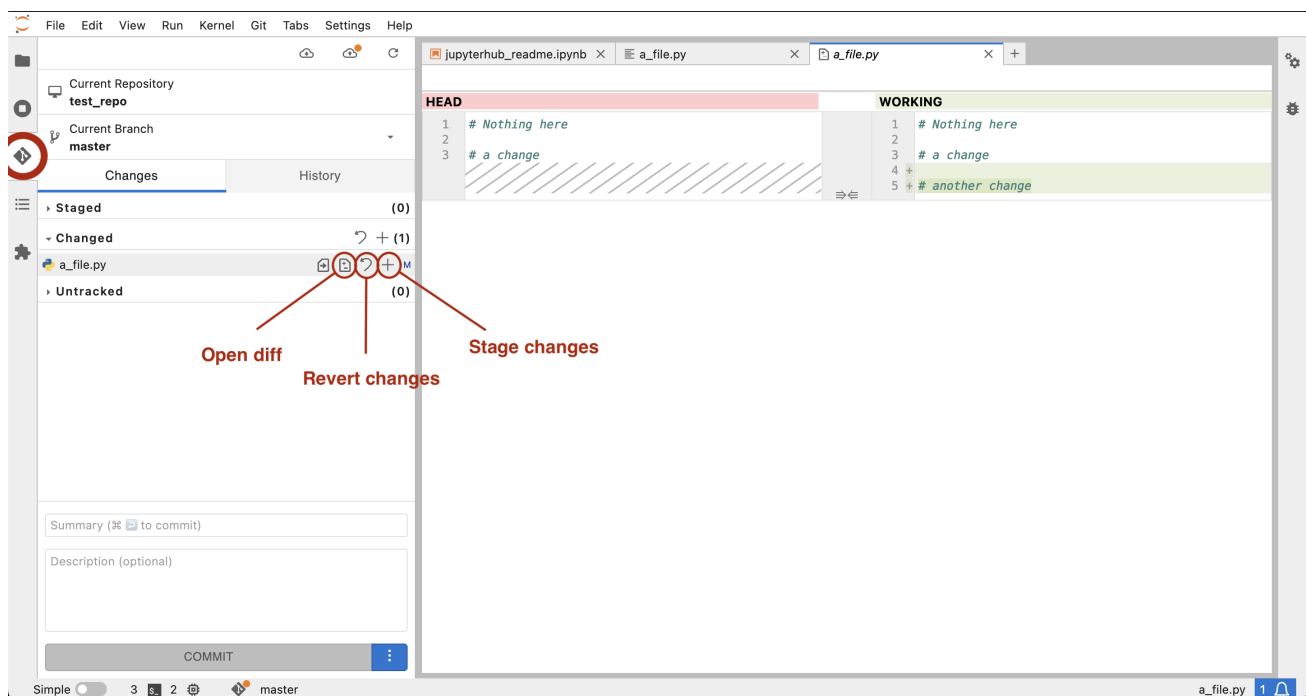 File Edit View Run Kernel Git Tabs Settings Help
Current Repository
test_repo
Current Branch
master
Changes History
Staged (0)
Changed (1)
a_file.py M
Untracked (0)
Open diff
Revert changes
Stage changes
Summary (⌘ to commit)
Description (optional)
COMMIT
jupyterhub_readme.ipynb a_file.py a_file.py
HEAD WORKING
1 # Nothing here 1 # Nothing here
2 2
3 # a change 3 # a change
4 +
5 + # another change
Simple 3 $_ 2 master a_file.py 1